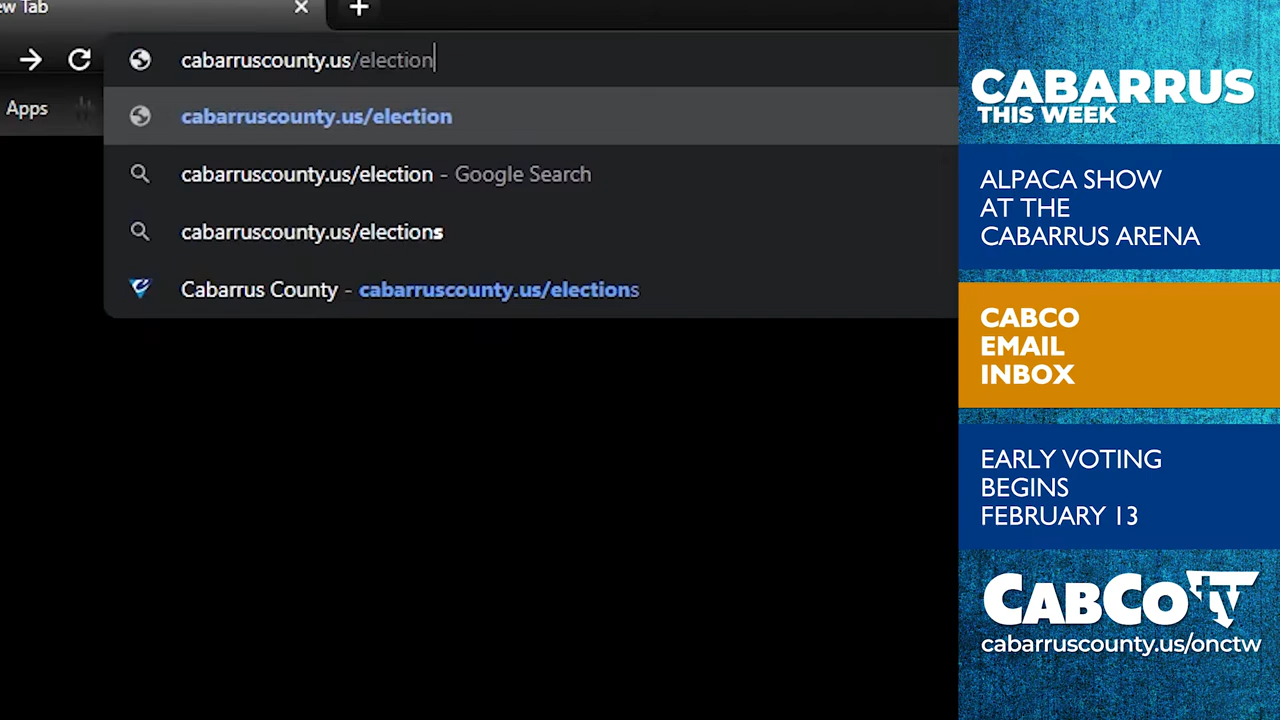 ew Tab
cabarruscounty.us/election
Apps
cabarruscounty.us/election
cabarruscounty.us/election - Google Search
cabarruscounty.us/elections
Cabarrus County - cabarruscounty.us/elections
CABARRUS
THIS WEEK
ALPACA SHOW
AT THE
CABARRUS ARENA
CABCO
EMAIL
INBOX
EARLY VOTING
BEGINS
FEBRUARY 13
CABCO TV
cabarruscounty.us/onctw